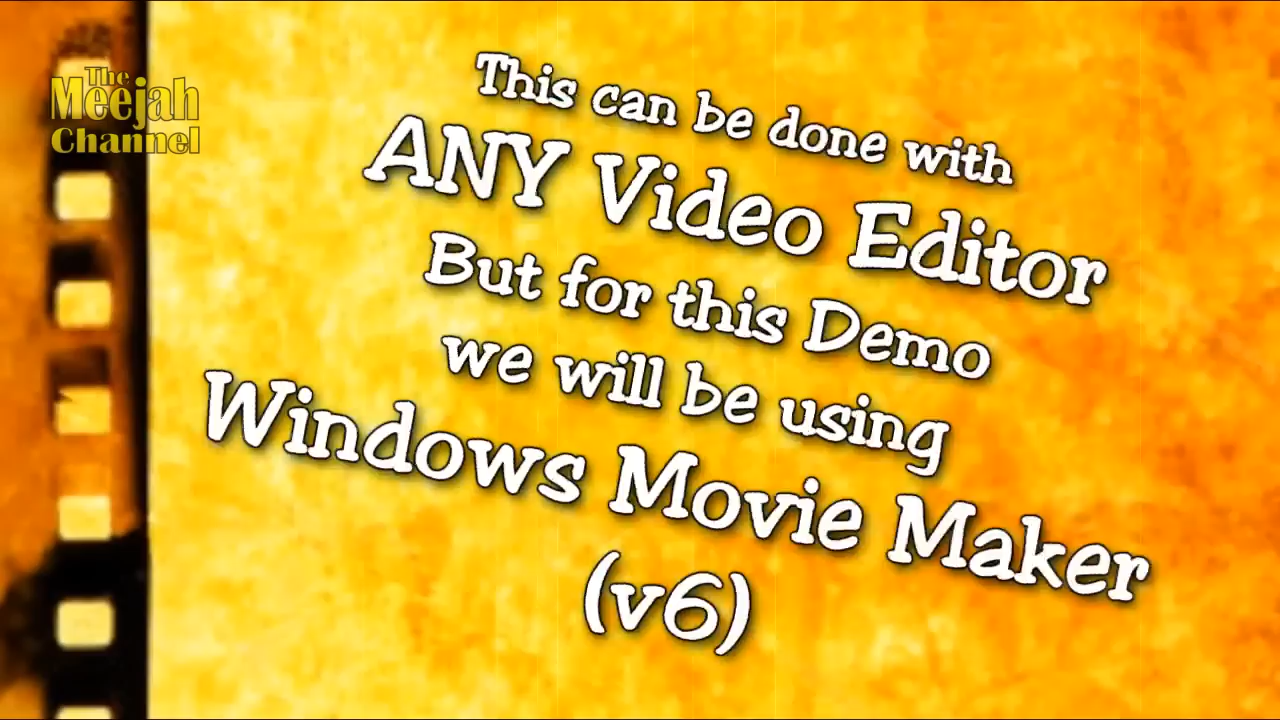 The
Meejah
Channel
This can be done with
ANY Video Editor
But for this Demo
we will be using
Windows Movie Maker
(v6)